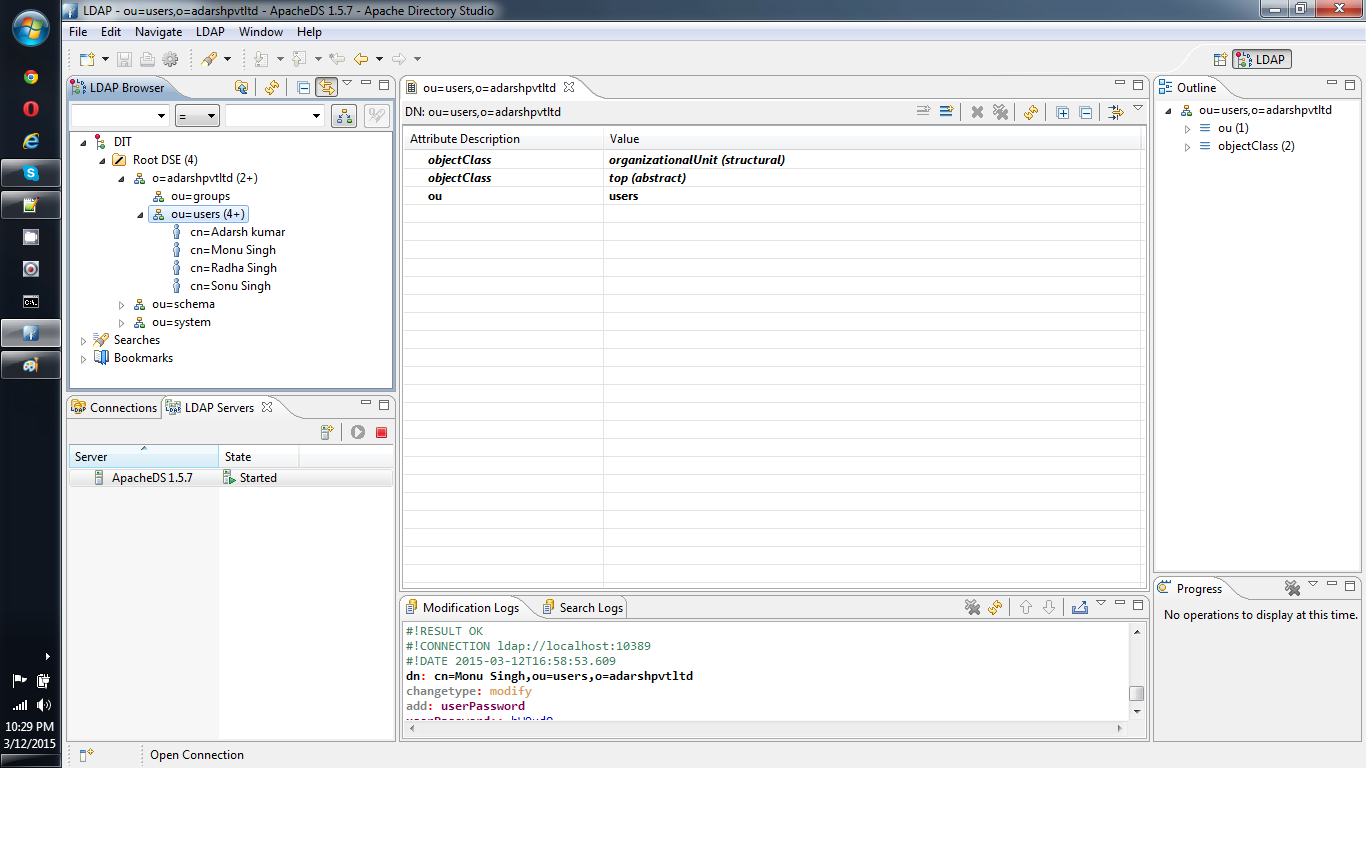 LDAP - ou=users,o=adarshpvtltd - ApacheDS 1.5.7 - Apache Directory Studio
File Edit Navigate LDAP Window Help
LDAP
LDAP Browser
=
DIT
Root DSE (4)
o=adarshpvtltd (2+)
ou=groups
ou=users (4+)
cn=Adarsh kumar
cn=Monu Singh
cn=Radha Singh
cn=Sonu Singh
ou=schema
ou=system
Searches
Bookmarks
Connections LDAP Servers
Server State
ApacheDS 1.5.7 Started
ou=users,o=adarshpvtltd
DN: ou=users,o=adarshpvtltd
Attribute Description Value
objectClass organizationalUnit (structural)
objectClass top (abstract)
ou users
Modification Logs Search Logs
#!RESULT OK
#!CONNECTION ldap://localhost:10389
#!DATE 2015-03-12T16:58:53.609
dn: cn=Monu Singh,ou=users,o=adarshpvtltd
changetype: modify
add: userPassword
Outline
ou=users,o=adarshpvtltd
ou (1)
objectClass (2)
Progress
No operations to display at this time.
10:29 PM
3/12/2015
Open Connection